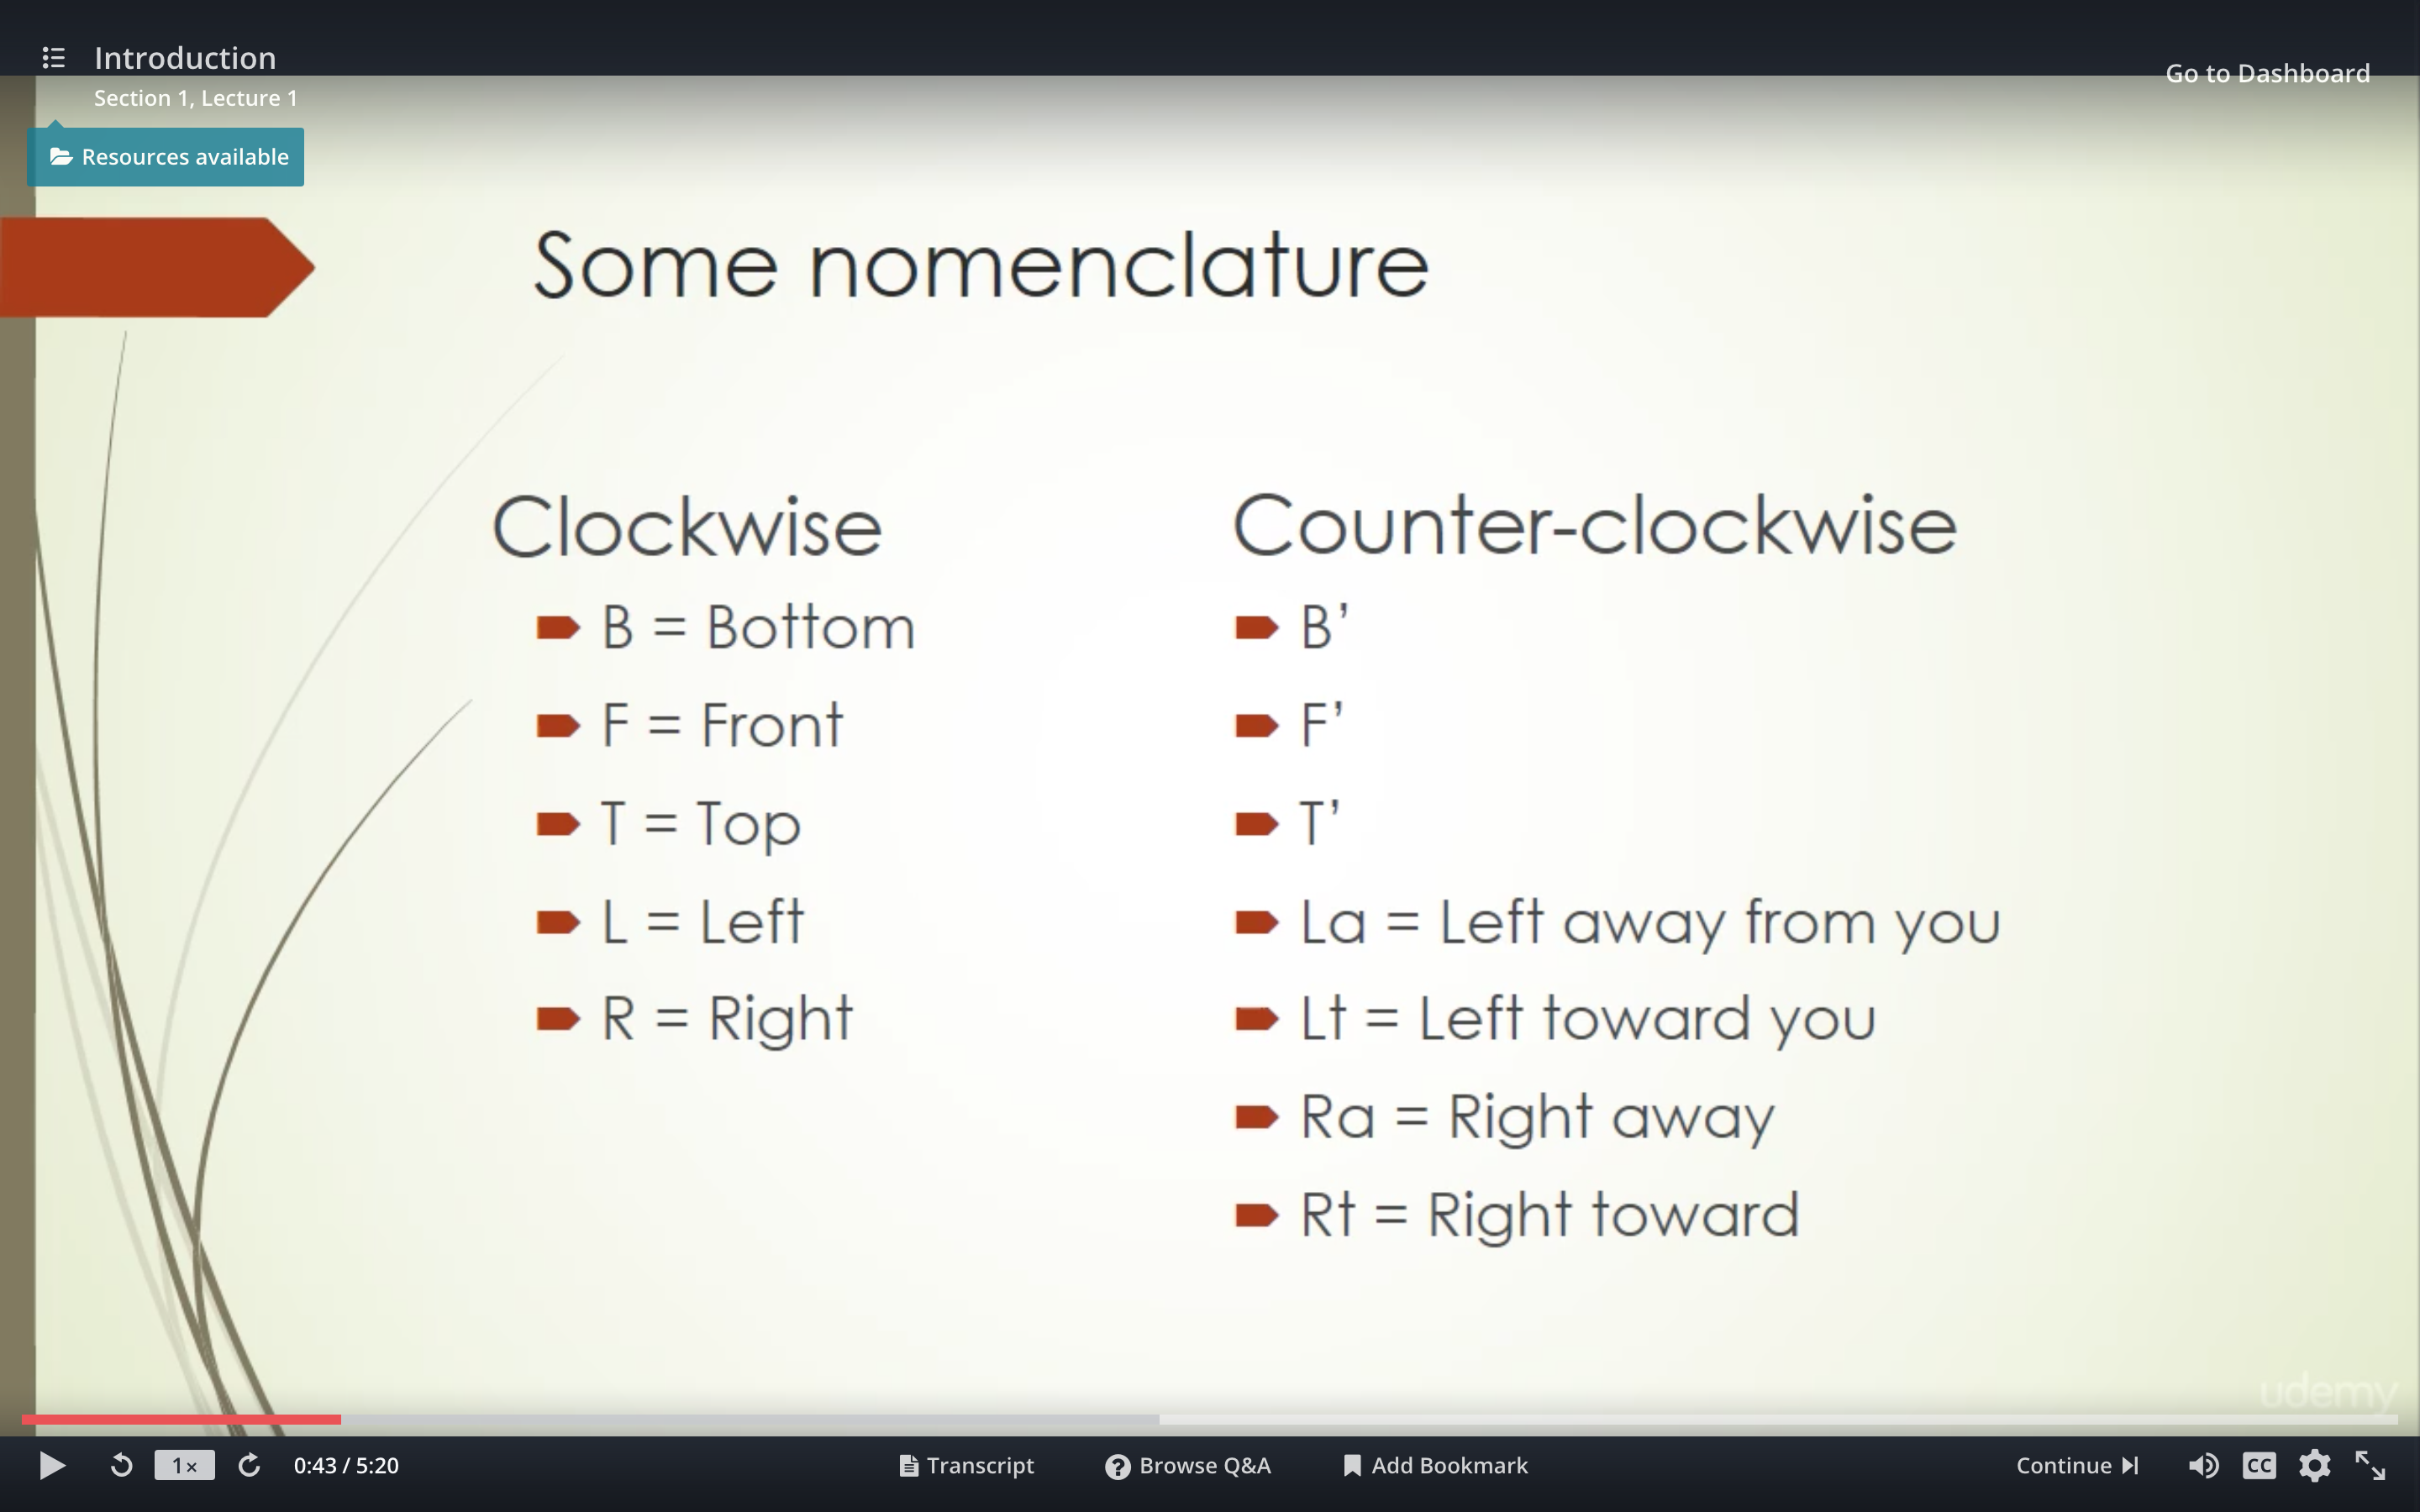 Introduction
Section 1, Lecture 1
Go to Dashboard
Resources available
Some nomenclature
Clockwise
B = Bottom
F = Front
T = Top
L = Left
R = Right
Counter-clockwise
B’
F’
T’
La = Left away from you
Lt = Left toward you
Ra = Right away
Rt = Right toward
udemy
1×
0:43 / 5:20
Transcript
? Browse Q&A
Add Bookmark
Continue
CC